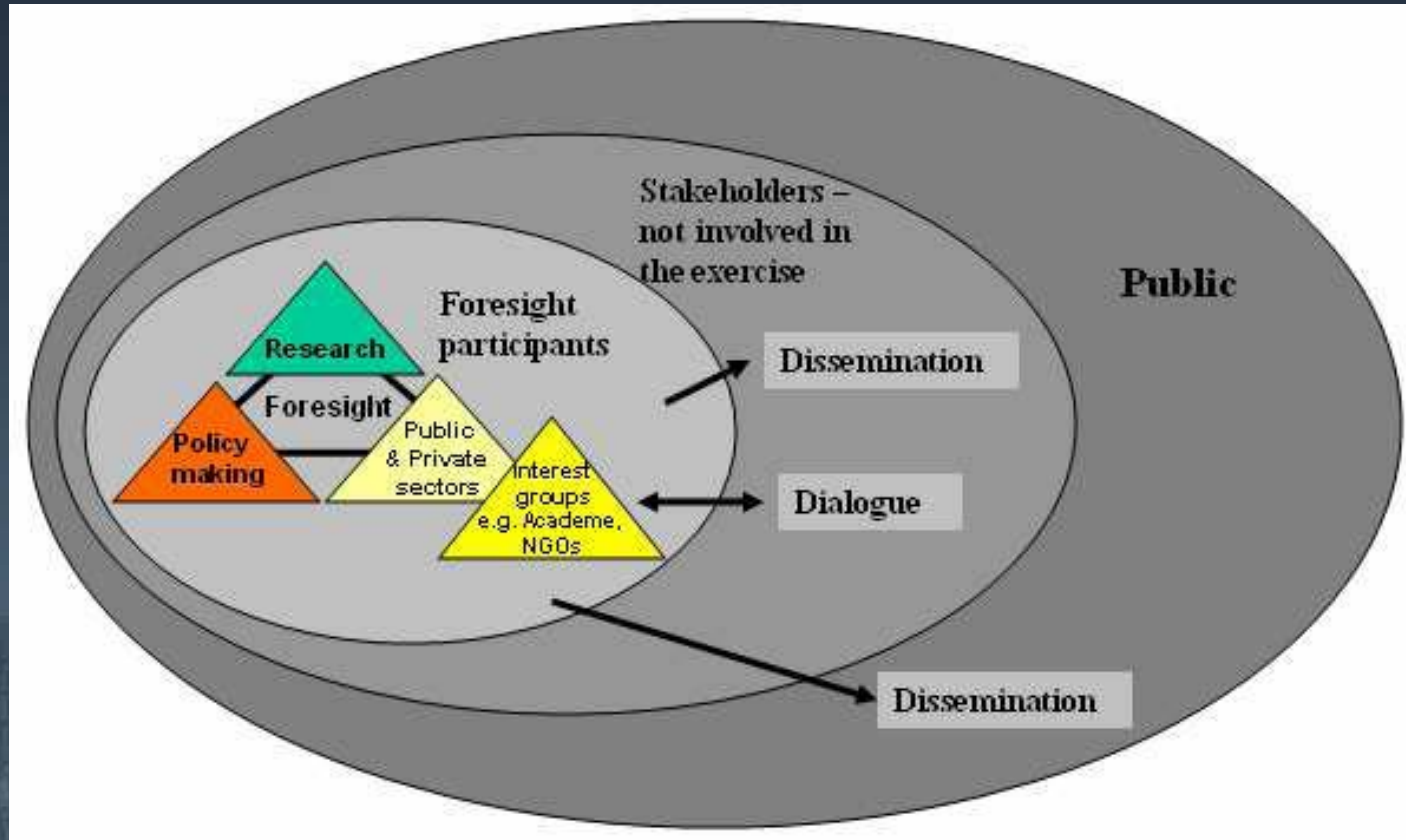 Stakeholders –
not involved in
the exercise
Public
Foresight
participants
Research
Foresight
Policy
making
Public
& Private
sectors
Interest
groups
e.g. Academe,
NGOs
Dissemination
Dialogue
Dissemination